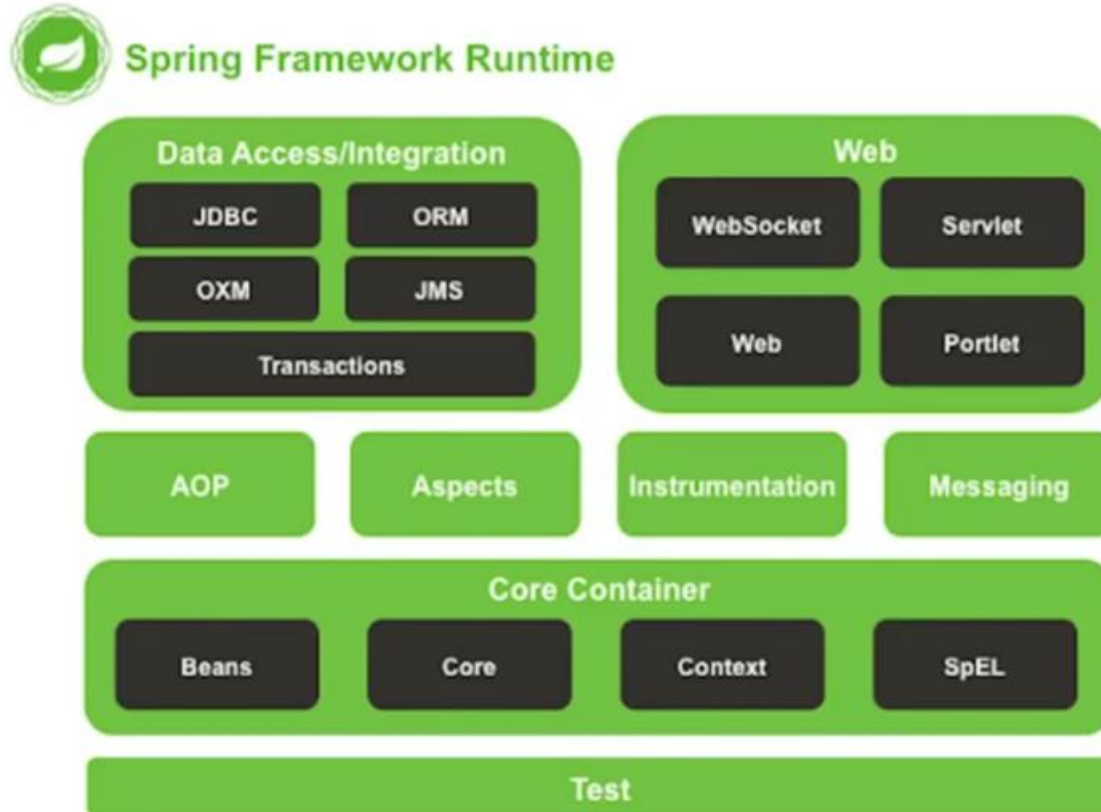 Spring Framework Runtime
Data Access/Integration
JDBC
ORM
OXM
JMS
Transactions
Web
WebSocket
Servlet
Web
Portlet
AOP
Aspects
Instrumentation
Messaging
Core Container
Beans
Core
Context
SpEL
Test